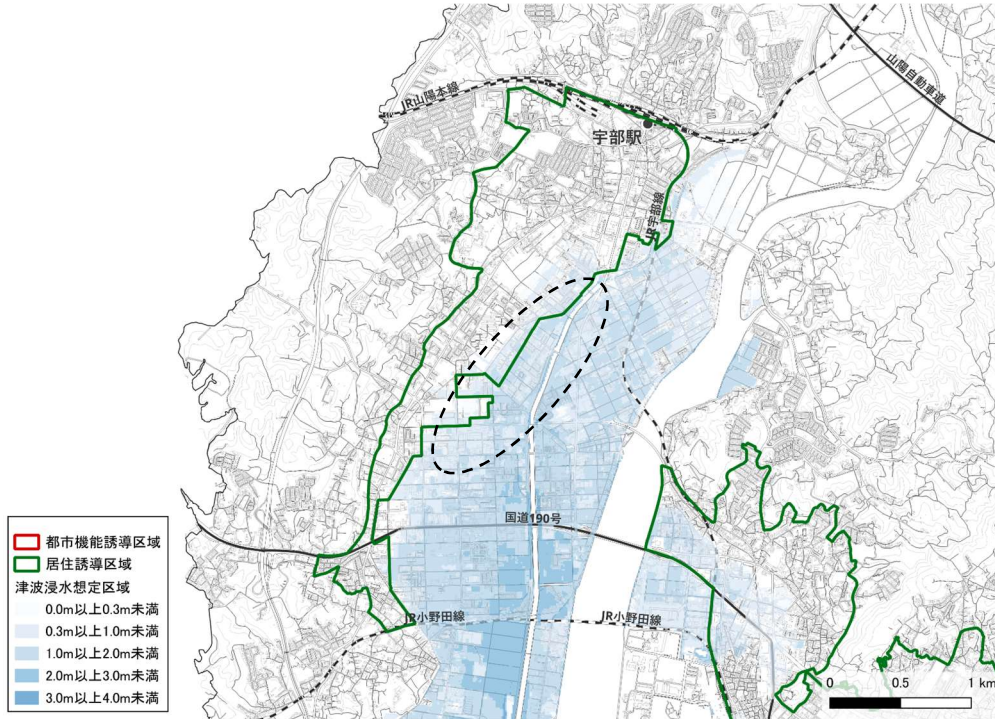 山陽自動車道
JR山陽本線
宇部駅
JR宇部線
国道190号
JR小野田線
JR小野田線
都市機能誘導区域
居住誘導区域
津波浸水想定区域
0.0m以上0.3m未満
0.3m以上1.0m未満
1.0m以上2.0m未満
2.0m以上3.0m未満
3.0m以上4.0m未満
0 0.5 1 km